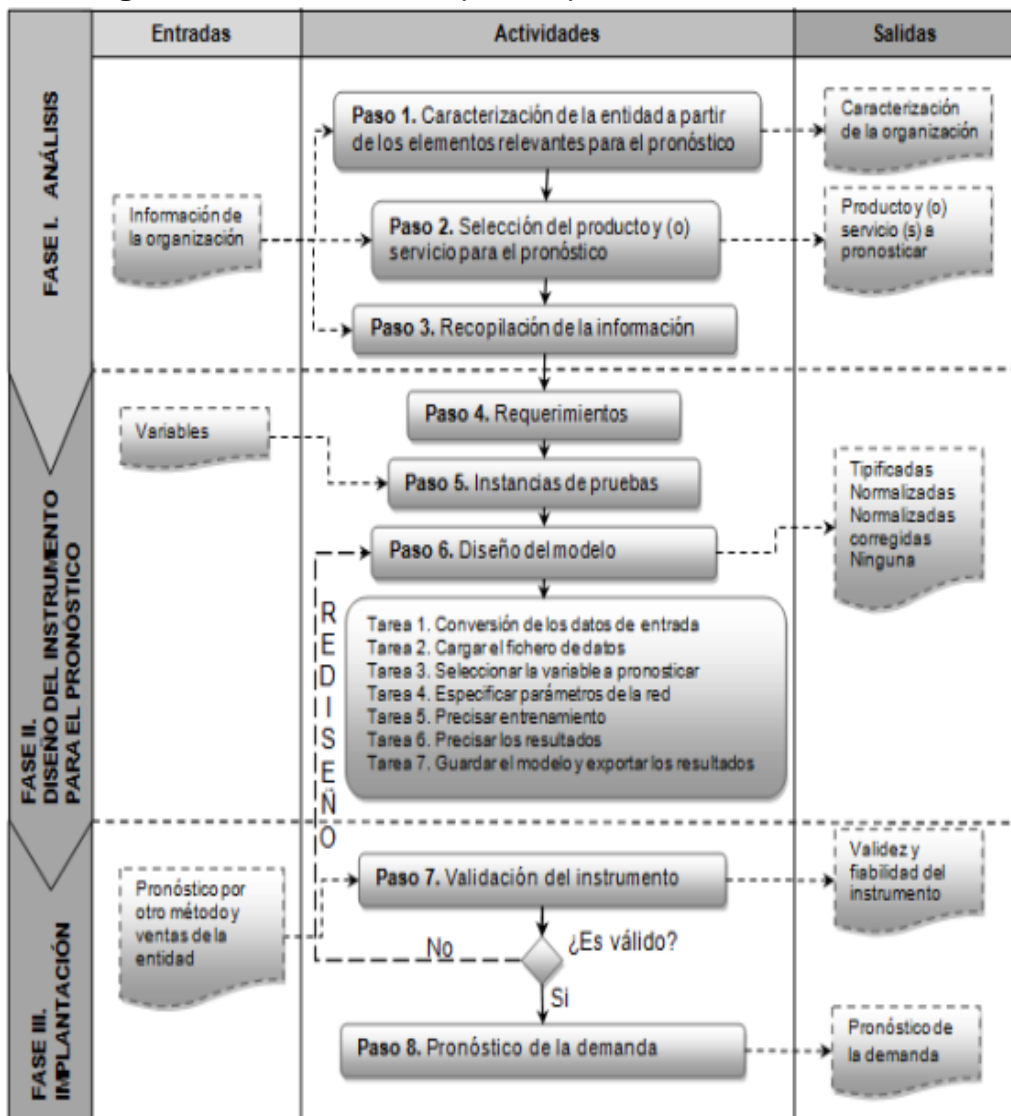 Entradas
Actividades
Salidas
FASE I. ANÁLISIS
Información de
la organización
Paso 1. Caracterización de la entidad a partir
de los elementos relevantes para el pronóstico
Caracterización
de la organización
Paso 2. Selección del producto y (o)
servicio para el pronóstico
Producto y (o)
servicio (s) a
pronosticar
Paso 3. Recopilación de la información
FASE II.
DISEÑO DEL INSTRUMENTO
PARA EL PRONÓSTICO
Variables
Paso 4. Requerimientos
Paso 5. Instancias de pruebas
Paso 6. Diseño del modelo
Tipificadas
Normalizadas
Normalizadas
corregidas
Ninguna
REDISEÑO
Tarea 1. Conversión de los datos de entrada
Tarea 2. Cargar el fichero de datos
Tarea 3. Seleccionar la variable a pronosticar
Tarea 4. Especificar parámetros de la red
Tarea 5. Precisar entrenamiento
Tarea 6. Precisar los resultados
Tarea 7. Guardar el modelo y exportar los resultados
FASE III.
IMPLANTACIÓN
Pronóstico por
otro método y
ventas de la
entidad
Paso 7. Validación del instrumento
Validez y
fiabilidad del
instrumento
¿Es válido?
No
Si
Paso 8. Pronóstico de la demanda
Pronóstico de
la demanda